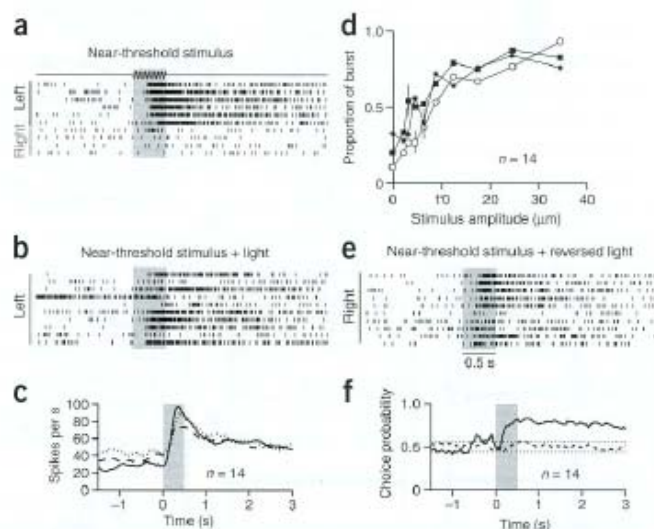 a
Near-threshold stimulus
Left
Right
b
Near-threshold stimulus + light
Left
c
Spikes per s
100
80
60
40
20
0
n = 14
−1
0
1
2
3
Time (s)
d
Proportion of burst
1.0
0.5
0
n = 14
0
10
20
30
40
Stimulus amplitude (μm)
e
Near-threshold stimulus + reversed light
Right
0.5 s
f
Choice probability
1.0
0.5
0
n = 14
−1
0
1
2
3
Time (s)